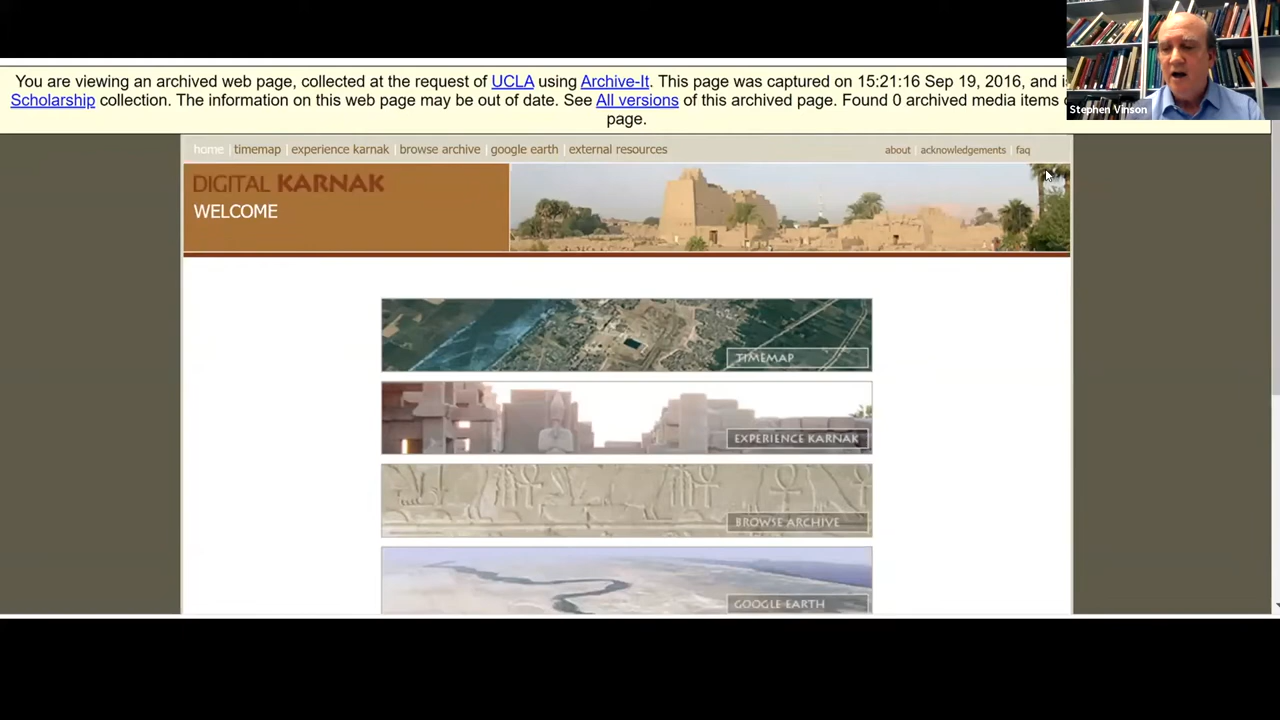 You are viewing an archived web page, collected at the request of UCLA using Archive-It. This page was captured on 15:21:16 Sep 19, 2016, and is
Scholarship collection. The information on this web page may be out of date. See All versions of this archived page. Found 0 archived media items
page.
Stephen Vinson
home | timemap | experience karnak | browse archive | google earth | external resources
about | acknowledgements | faq
DIGITAL KARNAK
WELCOME
TIMEMAP
EXPERIENCE KARNAK
BROWSE ARCHIVE
GOOGLE EARTH